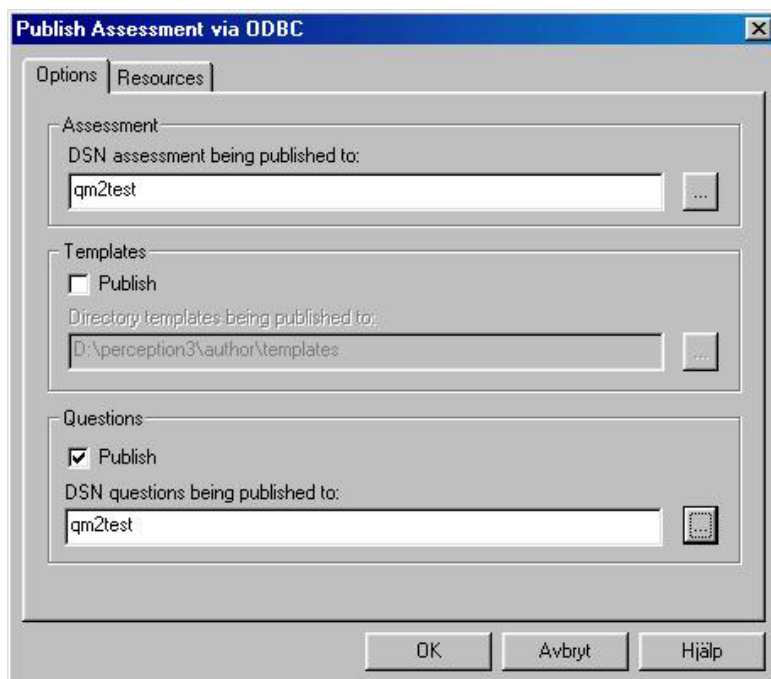 Publish Assessment via ODBC
Options Resources
Assessment
DSN assessment being published to:
qm2test
...
Templates
Publish
Directory templates being published to:
D:\perception3\author\templates
...
Questions
Publish
DSN questions being published to:
qm2test
...
OK Avbryt Hjälp